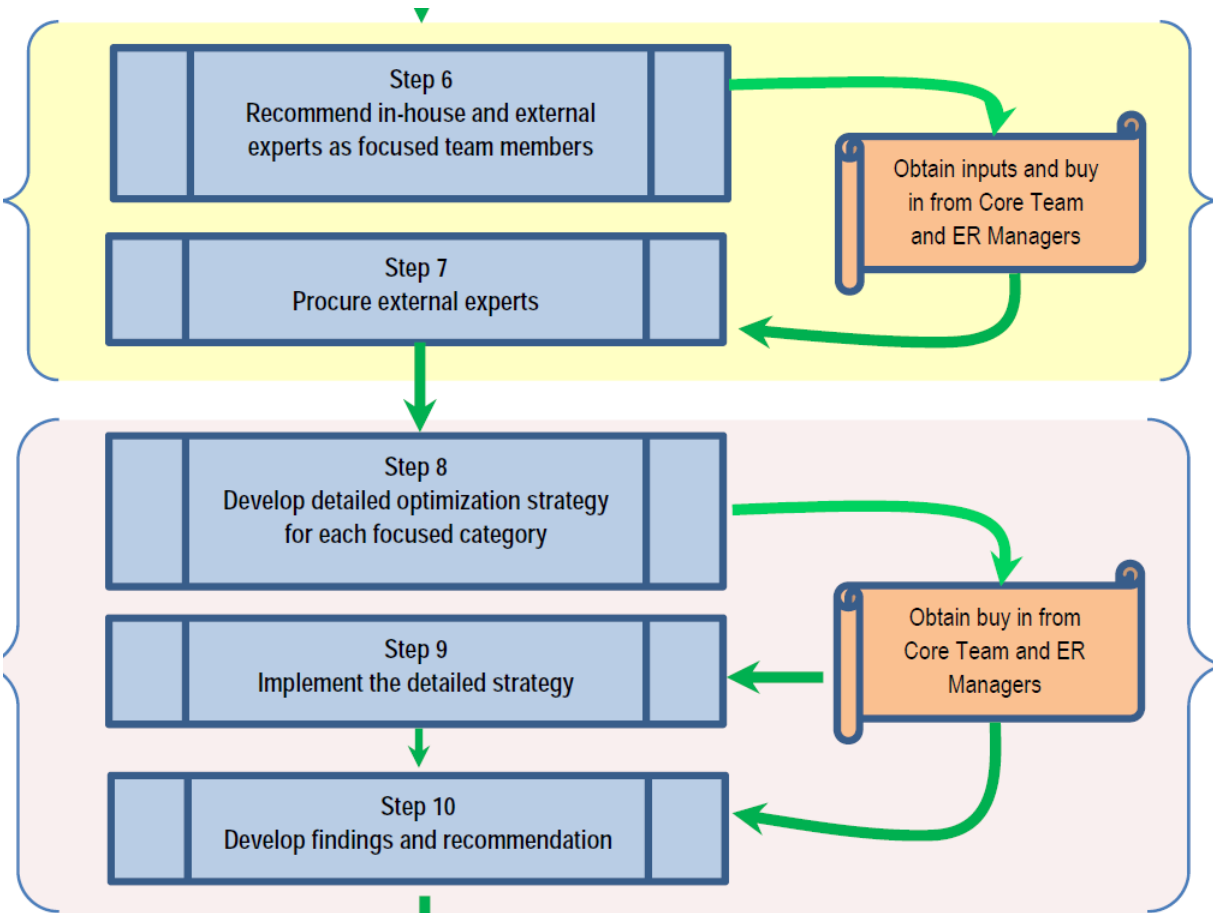 Step 6
Recommend in-house and external
experts as focused team members
Obtain inputs and buy
in from Core Team
and ER Managers
Step 7
Procure external experts
Step 8
Develop detailed optimization strategy
for each focused category
Obtain buy in from
Core Team and ER
Managers
Step 9
Implement the detailed strategy
Step 10
Develop findings and recommendation